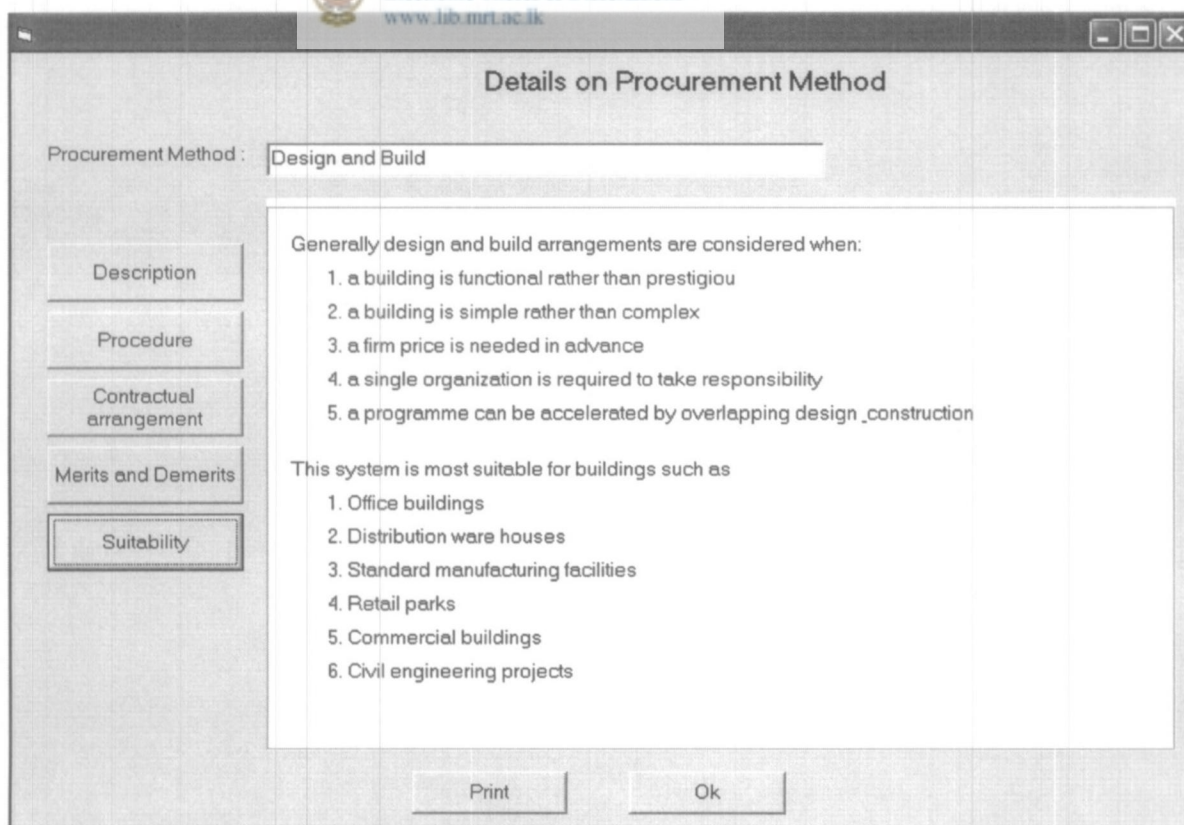 www.lib.mrt.ac.lk
Details on Procurement Method
Procurement Method :
Design and Build
Description
Procedure
Contractual
arrangement
Merits and Demerits
Suitability
Generally design and build arrangements are considered when:
1. a building is functional rather than prestigiou
2. a building is simple rather than complex
3. a firm price is needed in advance
4. a single organization is required to take responsibility
5. a programme can be accelerated by overlapping design _construction
This system is most suitable for buildings such as
1. Office buildings
2. Distribution ware houses
3. Standard manufacturing facilities
4. Retail parks
5. Commercial buildings
6. Civil engineering projects
Print
Ok